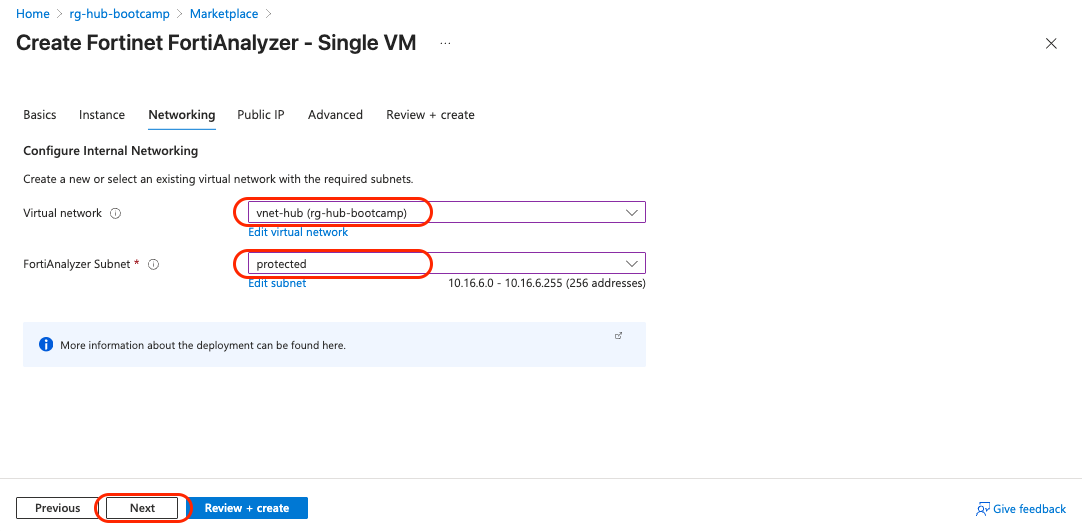 Home > rg-hub-bootcamp > Marketplace >
Create Fortinet FortiAnalyzer - Single VM ...
Basics Instance Networking Public IP Advanced Review + create
Configure Internal Networking
Create a new or select an existing virtual network with the required subnets.
Virtual network vnet-hub (rg-hub-bootcamp)
Edit virtual network
FortiAnalyzer Subnet * protected
Edit subnet 10.16.6.0 - 10.16.6.255 (256 addresses)
More information about the deployment can be found here.
Previous Next Review + create Give feedback